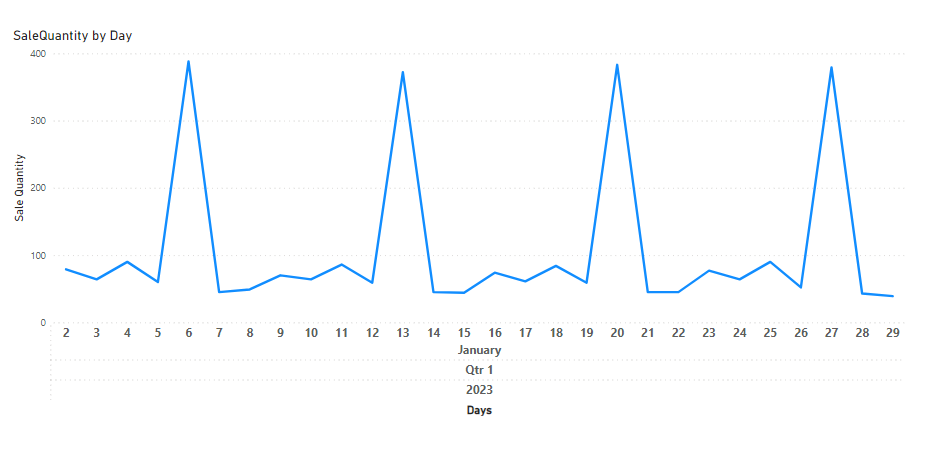 SaleQuantity by Day
400
300
200
100
0
Sale Quantity
2 3 4 5 6 7 8 9 10 11 12 13 14 15 16 17 18 19 20 21 22 23 24 25 26 27 28 29
January
Qtr 1
2023
Days